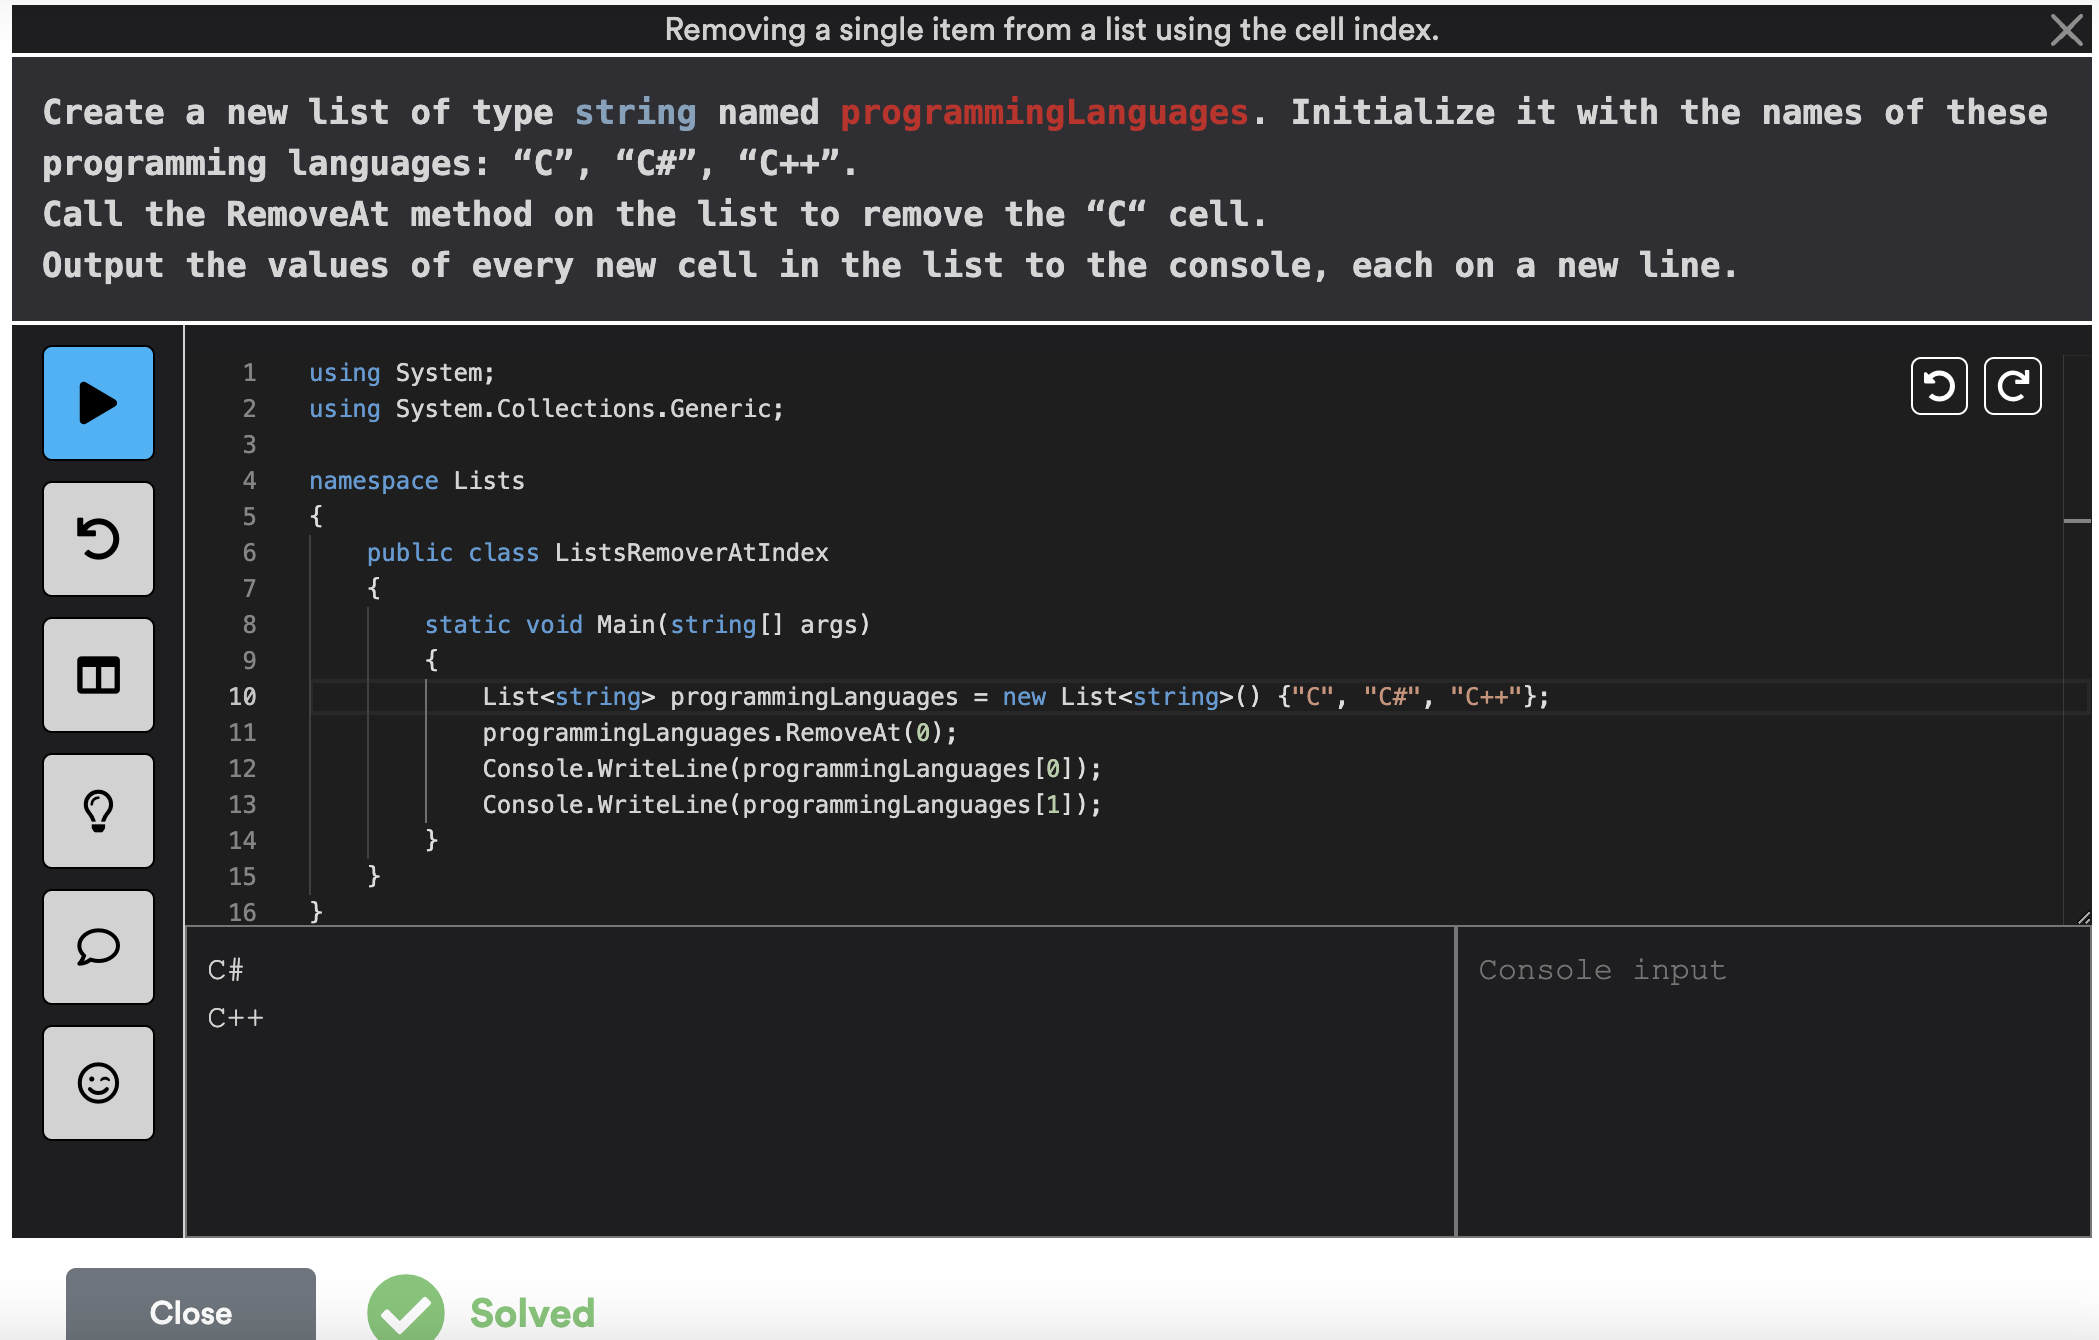 Removing a single item from a list using the cell index.
Create a new list of type string named programmingLanguages. Initialize it with the names of these
programming languages: “C”, “C#”, “C++”.
Call the RemoveAt method on the list to remove the “C“ cell.
Output the values of every new cell in the list to the console, each on a new line.
1 using System;
2 using System.Collections.Generic;
3
4 namespace Lists
5 {
6     public class ListsRemoverAtIndex
7     {
8         static void Main(string[] args)
9         {
10             List<string> programmingLanguages = new List<string>() {"C", "C#", "C++"};
11             programmingLanguages.RemoveAt(0);
12             Console.WriteLine(programmingLanguages[0]);
13             Console.WriteLine(programmingLanguages[1]);
14         }
15     }
16 }
C#
C++
Console input
Close
Solved